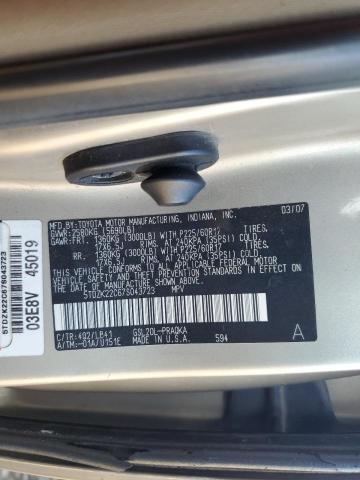 MFD.BY:TOYOTA MOTOR MANUFACTURING, INDIANA, INC. 03/07
GVWR:2580KG (5690LB)
GAWR:FRT. 1360KG (3000LB) WITH P225/60R17 TIRES,
17X6.5J RIMS, AT 240KPA (35PSI) COLD.
RR. 1360KG (3000LB) WITH P225/60R17 TIRES,
17X6.5J RIMS, AT 240KPA (35PSI) COLD.
THIS VEHICLE CONFORMS TO ALL APPLICABLE FEDERAL MOTOR
VEHICLE SAFETY AND THEFT PREVENTION STANDARDS IN
EFFECT ON THE DATE OF MANUFACTURE SHOWN ABOVE.
5TDZK22C67S043723
MPV
C/TR:4Q2/LB41 GSL20L-PRAQKA
A/TM:-01A/U151E MADE IN U.S.A. 594 A
5TDZK22C67S043723
03E8V 45019